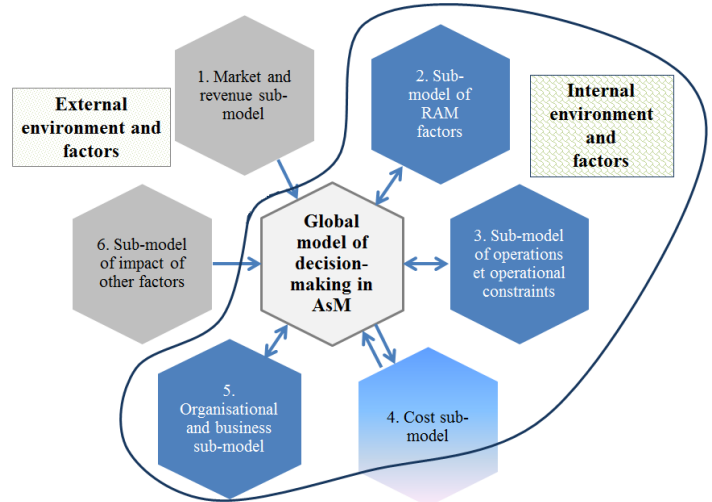 1. Market and
revenue sub-
model
2. Sub-
model of
RAM
factors
External
environment and
factors
Internal
environment
and
factors
Global
model of
decision-
making in
AsM
6. Sub-model
of impact of
other factors
3. Sub-model
of operations
et operational
constraints
5.
Organisational
and business
sub-model
4. Cost sub-
model